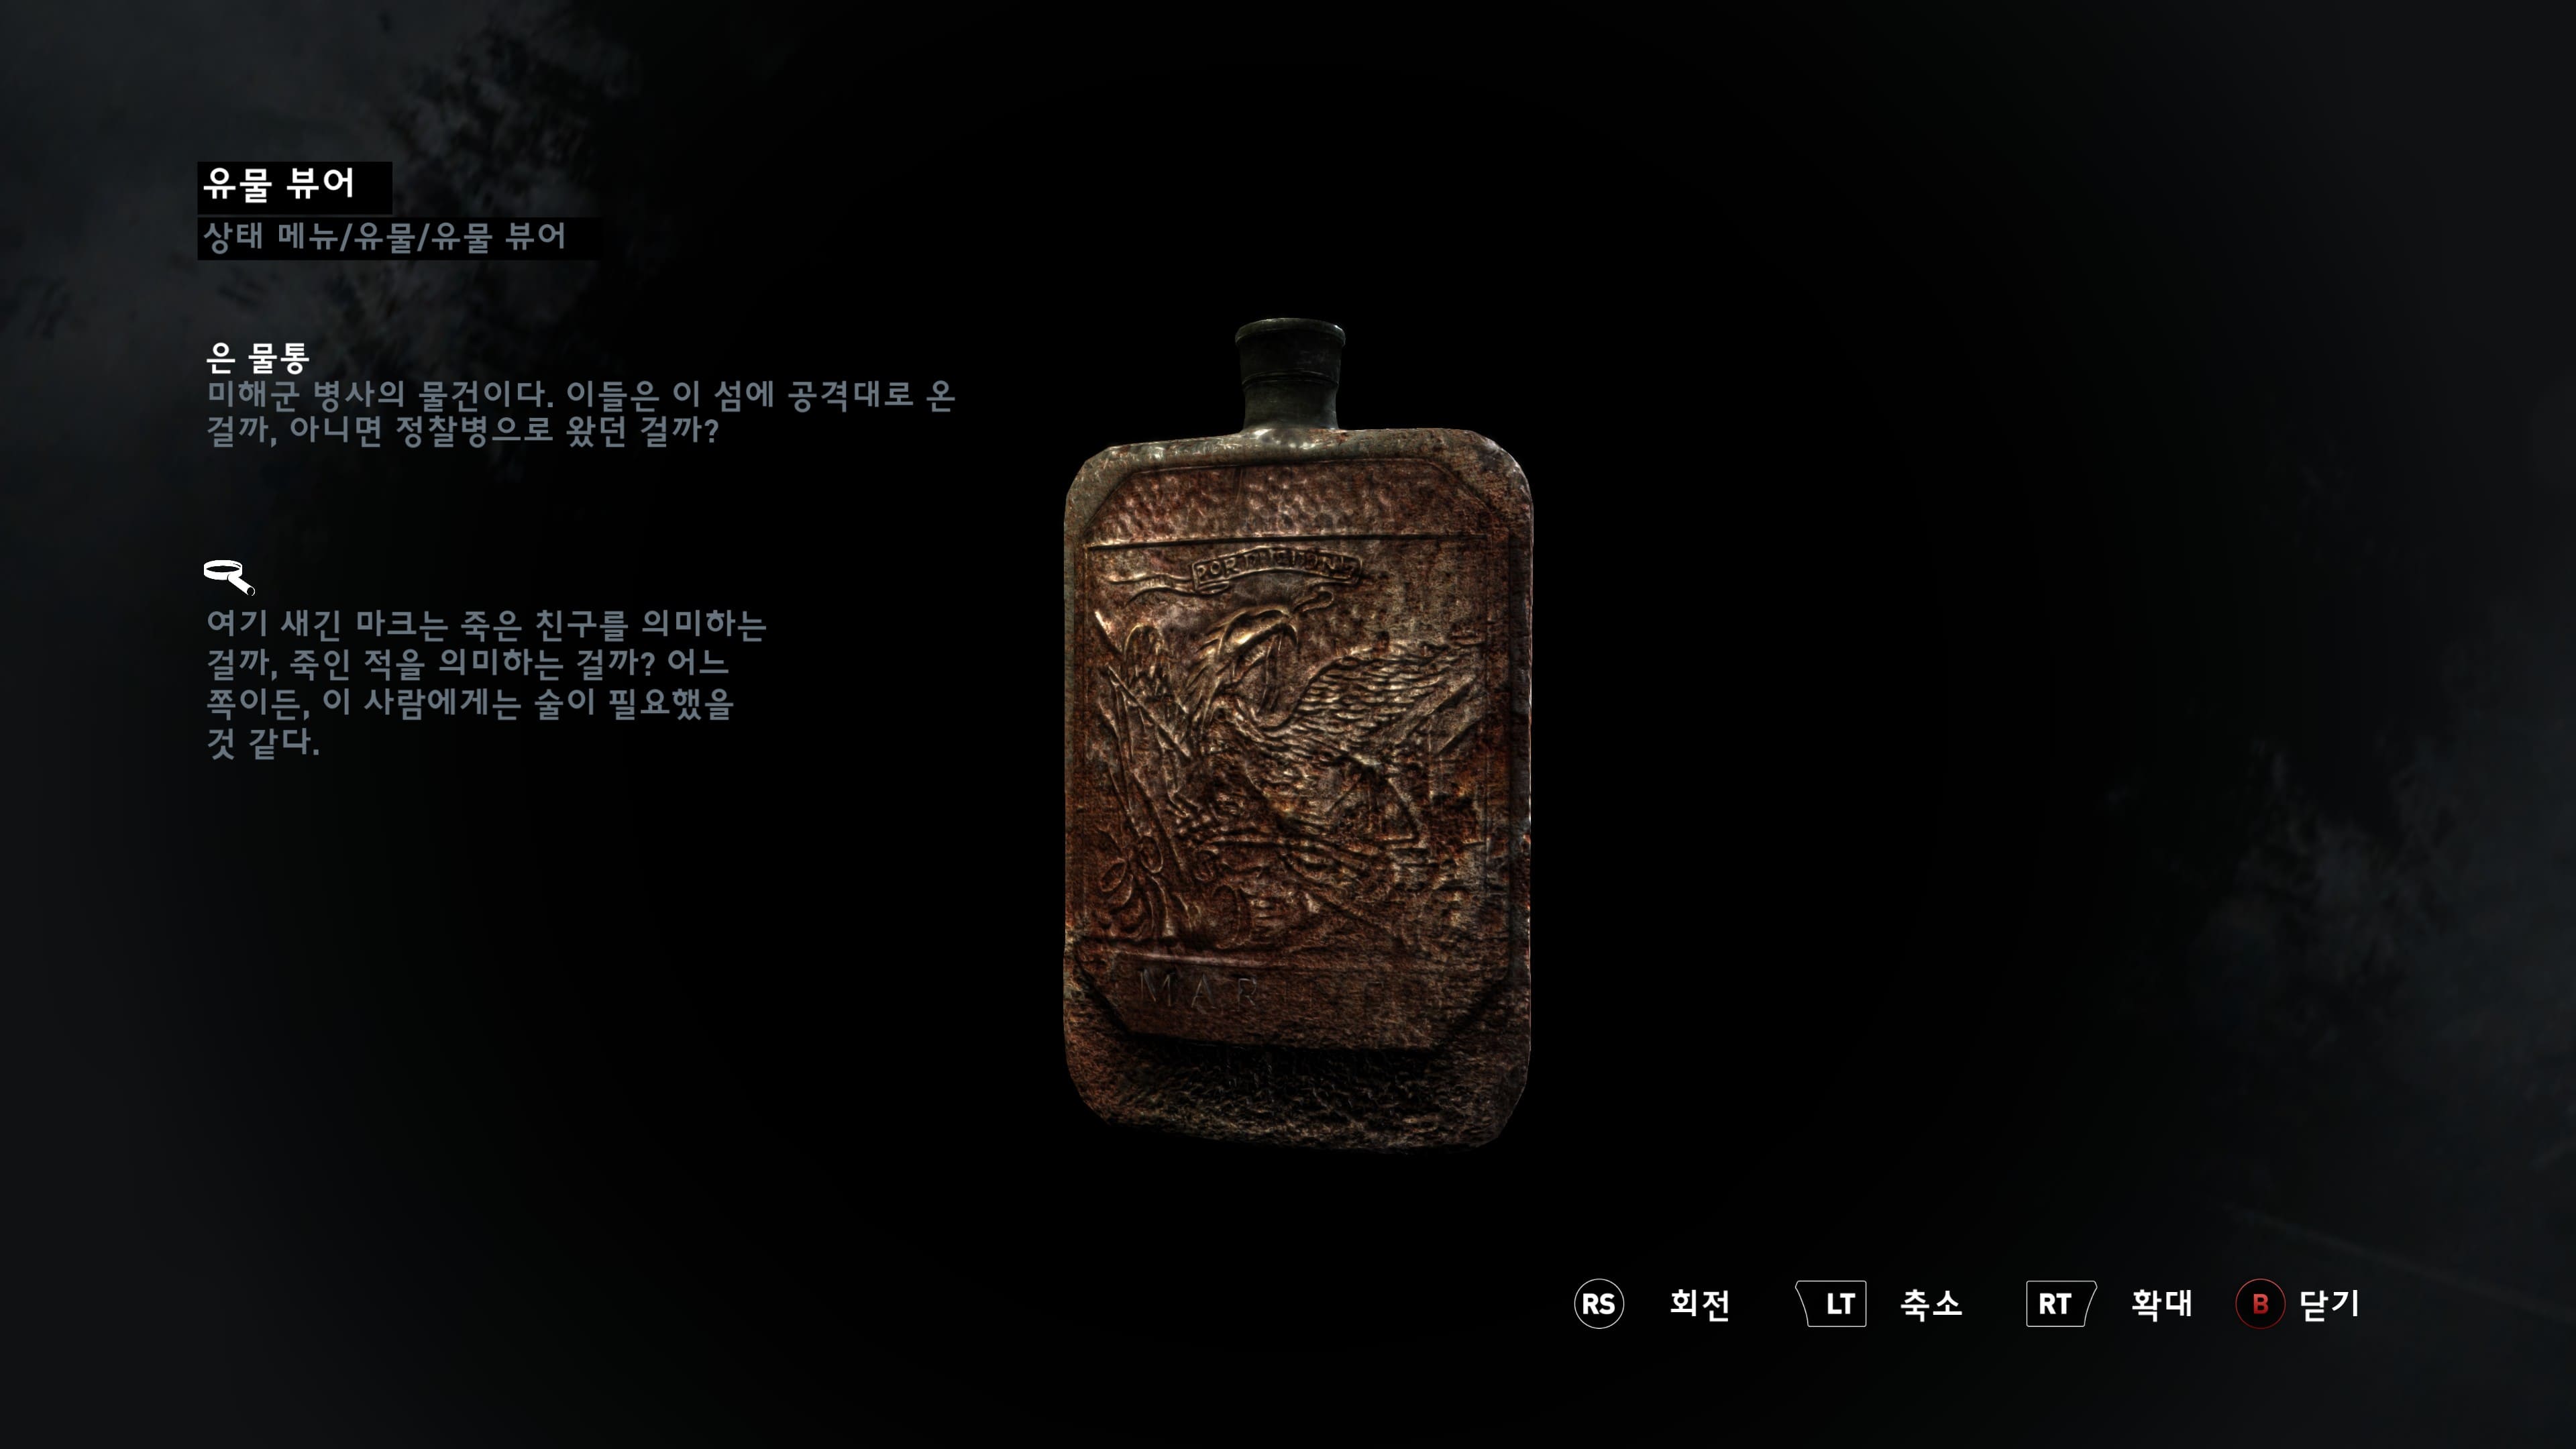 유물 뷰어
상태 메뉴/유물/유물 뷰어
은 물통
미해군 병사의 물건이다. 이들은 이 섬에 공격대로 온
걸까, 아니면 정찰병으로 왔던 걸까?
여기 새긴 마크는 죽은 친구를 의미하는
걸까, 죽인 적을 의미하는 걸까? 어느
쪽이든, 이 사람에게는 술이 필요했을
것 같다.
RS 회전 LT 축소 RT 확대 B 닫기